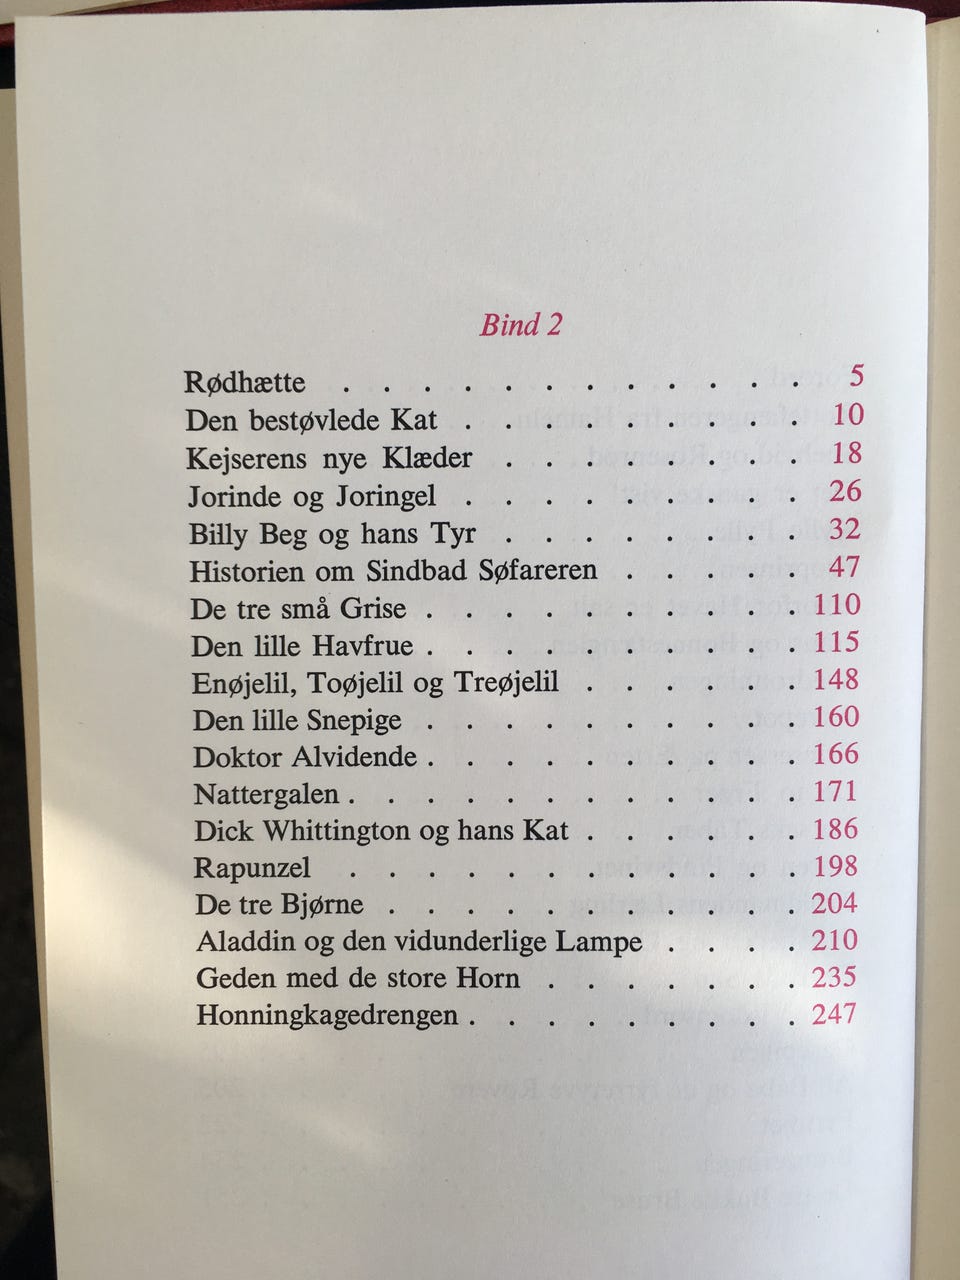 Bind 2
Rødhætte . . . . . . . . . . . . 5
Den bestøvlede Kat . . . . . . . . . 10
Kejserens nye Klæder . . . . . . . . 18
Jorinde og Joringel . . . . . . . . . 26
Billy Beg og hans Tyr . . . . . . . . 32
Historien om Sindbad Søfareren . . . . . 47
De tre små Grise . . . . . . . . . . 110
Den lille Havfrue . . . . . . . . . . 115
Enøjelil, Toøjelil og Treøjelil . . . . . . 148
Den lille Snepige . . . . . . . . . . 160
Doktor Alvidende . . . . . . . . . . 166
Nattergalen . . . . . . . . . . . . 171
Dick Whittington og hans Kat . . . . . . 186
Rapunzel . . . . . . . . . . . . 198
De tre Bjørne . . . . . . . . . . . 204
Aladdin og den vidunderlige Lampe . . . . 210
Geden med de store Horn . . . . . . . 235
Honningkagedrengen . . . . . . . . . 247